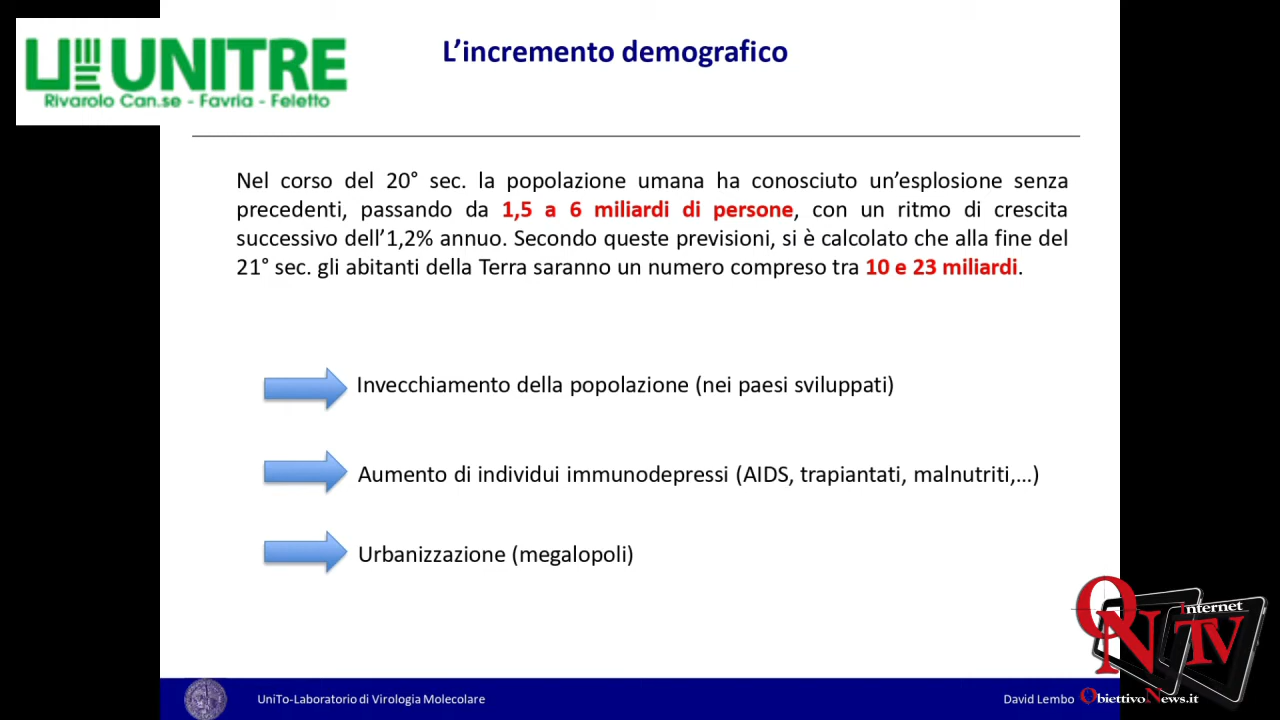 UNITRE
Rivarolo Can.se - Favria - Feletto
L'incremento demografico
Nel corso del 20° sec. la popolazione umana ha conosciuto un'esplosione senza
precedenti, passando da 1,5 a 6 miliardi di persone, con un ritmo di crescita
successivo dell'1,2% annuo. Secondo queste previsioni, si è calcolato che alla fine del
21° sec. gli abitanti della Terra saranno un numero compreso tra 10 e 23 miliardi.
Invecchiamento della popolazione (nei paesi sviluppati)
Aumento di individui immunodepressi (AIDS, trapiantati, malnutriti,...)
Urbanizzazione (megalopoli)
UniTo-Laboratorio di Virologia Molecolare
David Lembo
ON
Internet
TV
ObiettivoNews.it